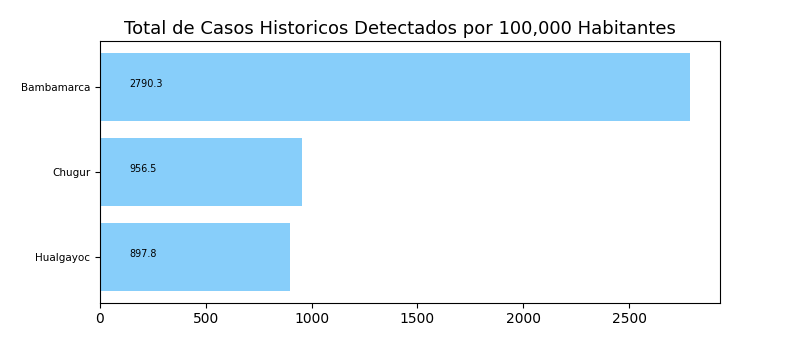 Total de Casos Historicos Detectados por 100,000 Habitantes
Bambamarca 2790.3
Chugur 956.5
Hualgayoc 897.8
0 500 1000 1500 2000 2500